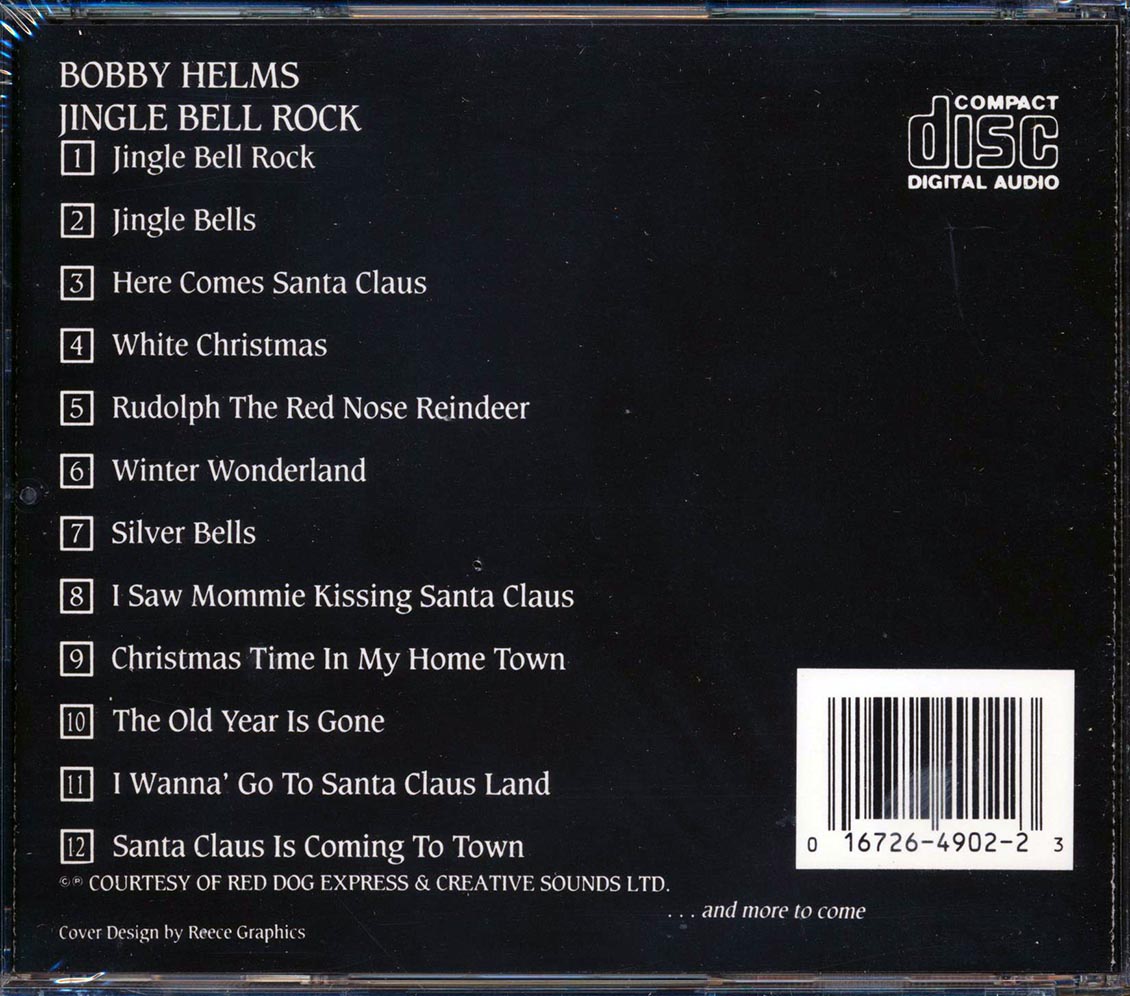 BOBBY HELMS
JINGLE BELL ROCK
1 Jingle Bell Rock
2 Jingle Bells
3 Here Comes Santa Claus
4 White Christmas
5 Rudolph The Red Nose Reindeer
6 Winter Wonderland
7 Silver Bells
8 I Saw Mommie Kissing Santa Claus
9 Christmas Time In My Home Town
10 The Old Year Is Gone
11 I Wanna' Go To Santa Claus Land
12 Santa Claus Is Coming To Town
© ℗ COURTESY OF RED DOG EXPRESS & CREATIVE SOUNDS LTD.
. . . and more to come
Cover Design by Reece Graphics
COMPACT
disc
DIGITAL AUDIO
0 16726-4902-2 3